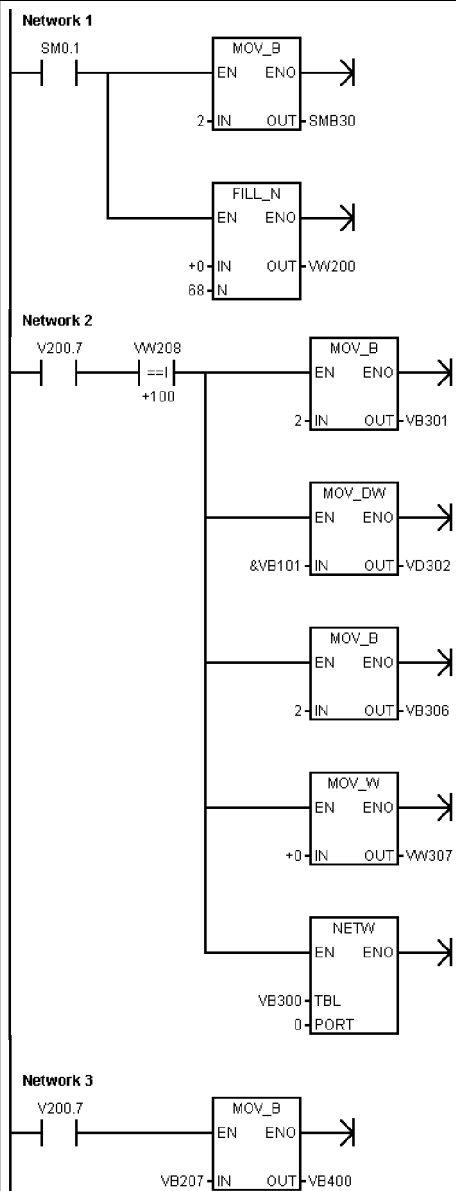 Network 1
SM0.1
MOV_B
EN ENO
2 IN OUT SMB30
FILL_N
EN ENO
+0 IN OUT VW200
68 N
Network 2
V200.7 VW208
==I
+100
MOV_B
EN ENO
2 IN OUT VB301
MOV_DW
EN ENO
&VB101 IN OUT VD302
MOV_B
EN ENO
2 IN OUT VB306
MOV_W
EN ENO
+0 IN OUT VW307
NETW
EN ENO
VB300 TBL
0 PORT
Network 3
V200.7
MOV_B
EN ENO
VB207 IN OUT VB400